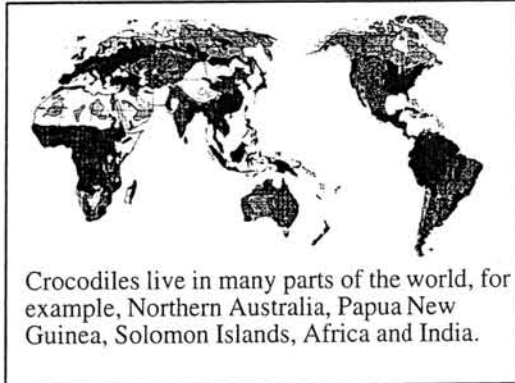 Crocodiles live in many parts of the world, for
example, Northern Australia, Papua New
Guinea, Solomon Islands, Africa and India.